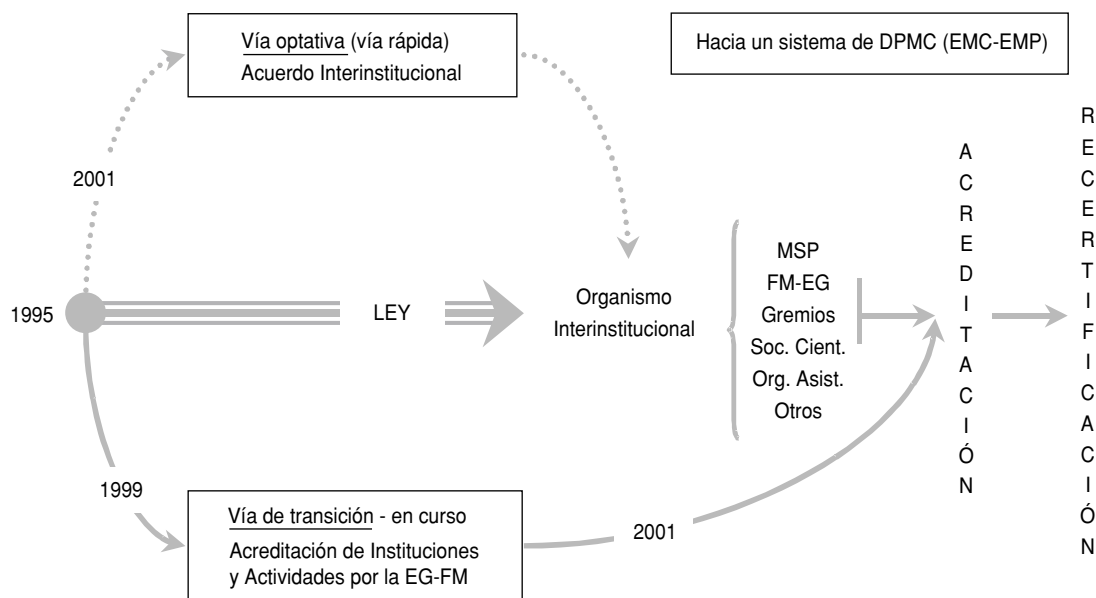 Vía optativa (vía rápida)
Acuerdo Interinstitucional
Hacia un sistema de DPMC (EMC-EMP)
2001
1995
LEY
Organismo
Interinstitucional
MSP
FM-EG
Gremios
Soc. Cient.
Org. Asist.
Otros
ACREDITACIÓN
RECERTIFICACIÓN
1999
Vía de transición - en curso
Acreditación de Instituciones
y Actividades por la EG-FM
2001